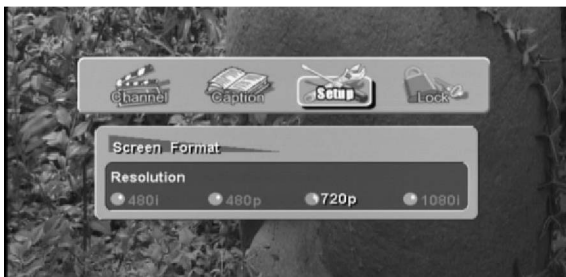 Channel Caption Setup Lock
Screen Format
Resolution
480i 480p 720p 1080i